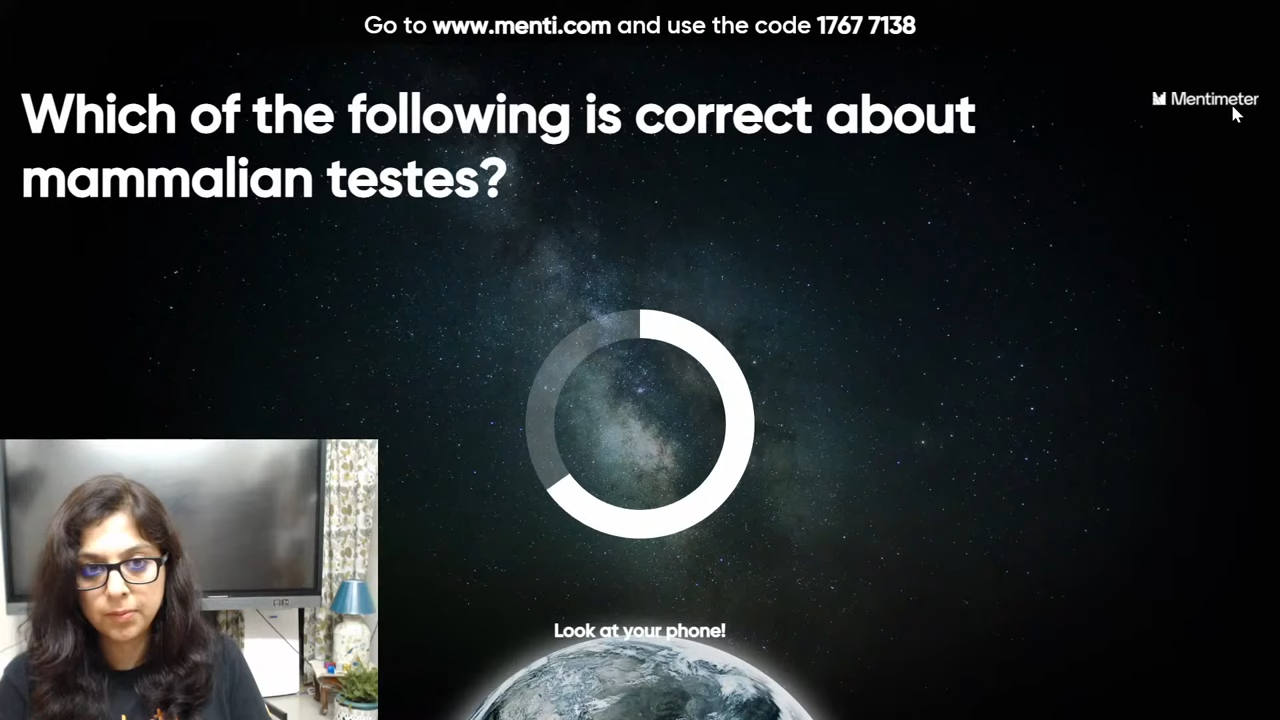 Go to www.menti.com and use the code 1767 7138
Which of the following is correct about
mammalian testes?
Mentimeter
Look at your phone!